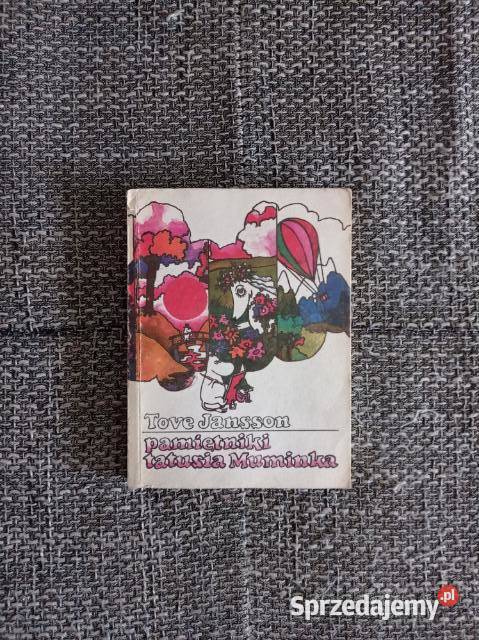 Tove Jansson
pamiętniki
tatusia Muminka
Sprzedajemy.pl